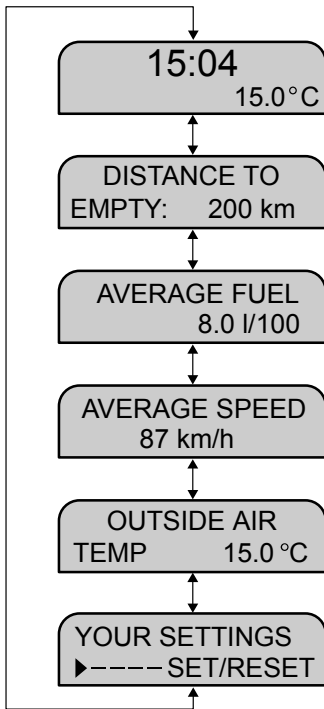 15:04
15.0°C
DISTANCE TO
EMPTY: 200 km
AVERAGE FUEL
8.0 l/100
AVERAGE SPEED
87 km/h
OUTSIDE AIR
TEMP 15.0 °C
YOUR SETTINGS
---- SET/RESET